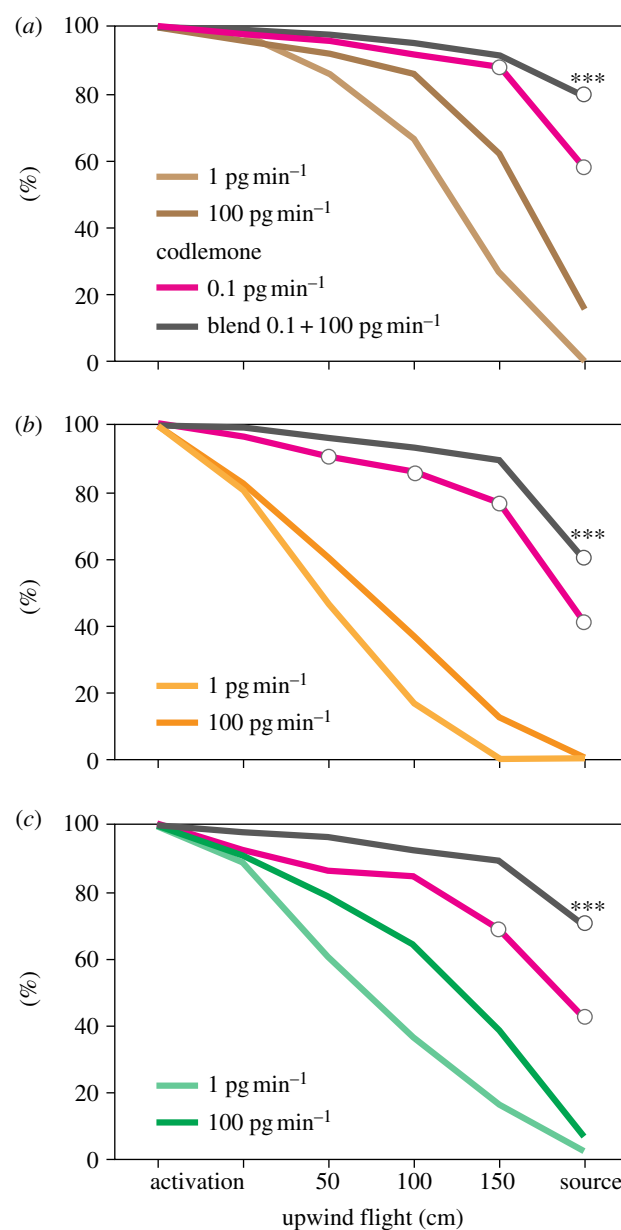 (a)
100
80
60
40
20
0
(%)
***
1 pg min⁻¹
100 pg min⁻¹
codlemone
0.1 pg min⁻¹
blend 0.1 + 100 pg min⁻¹
(b)
100
80
60
40
20
0
(%)
***
1 pg min⁻¹
100 pg min⁻¹
(c)
100
80
60
40
20
0
(%)
***
1 pg min⁻¹
100 pg min⁻¹
activation 50 100 150 source
upwind flight (cm)